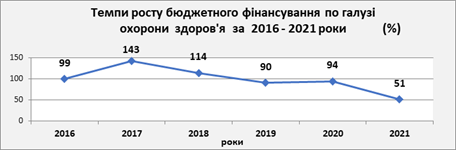 Темпи росту бюджетного фінансування по галузі
охорони здоров'я за 2016 - 2021 роки (%)
150
100
50
0
99
143
114
90
94
51
2016 2017 2018 2019 2020 2021
роки